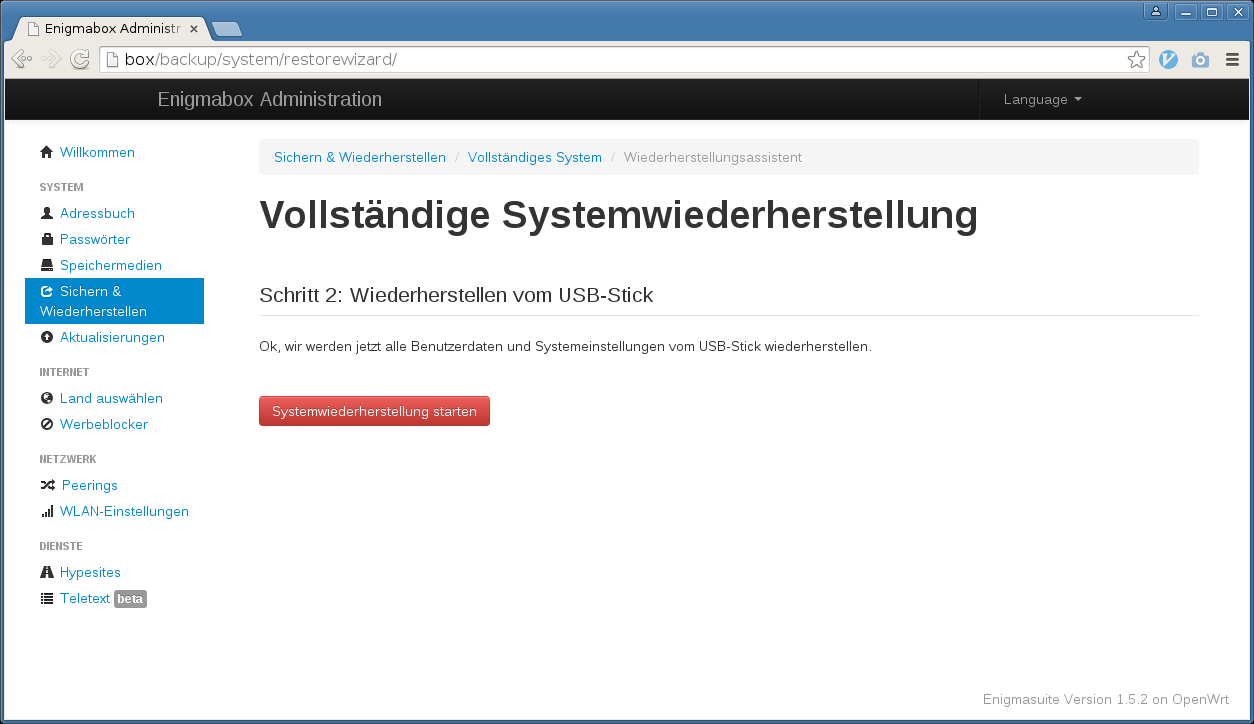 Enigmabox Administr
box/backup/system/restorewizard/
Enigmabox Administration
Language
Willkommen
SYSTEM
Adressbuch
Passwörter
Speichermedien
Sichern &
Wiederherstellen
Aktualisierungen
INTERNET
Land auswählen
Werbeblocker
NETZWERK
Peerings
WLAN-Einstellungen
DIENSTE
Hypesites
Teletext beta
Sichern & Wiederherstellen / Vollständiges System / Wiederherstellungsassistent
Vollständige Systemwiederherstellung
Schritt 2: Wiederherstellen vom USB-Stick
Ok, wir werden jetzt alle Benutzerdaten und Systemeinstellungen vom USB-Stick wiederherstellen.
Systemwiederherstellung starten
Enigmasuite Version 1.5.2 on OpenWrt